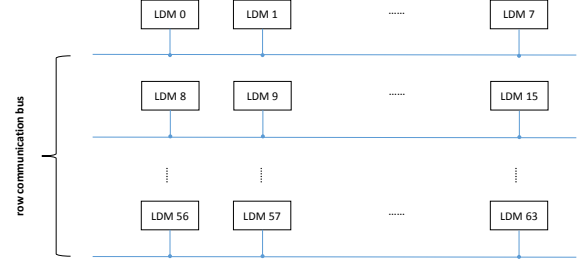 LDM 0 LDM 1 ...... LDM 7
LDM 8 LDM 9 ...... LDM 15
...... ...... ......
LDM 56 LDM 57 ...... LDM 63
row communication bus